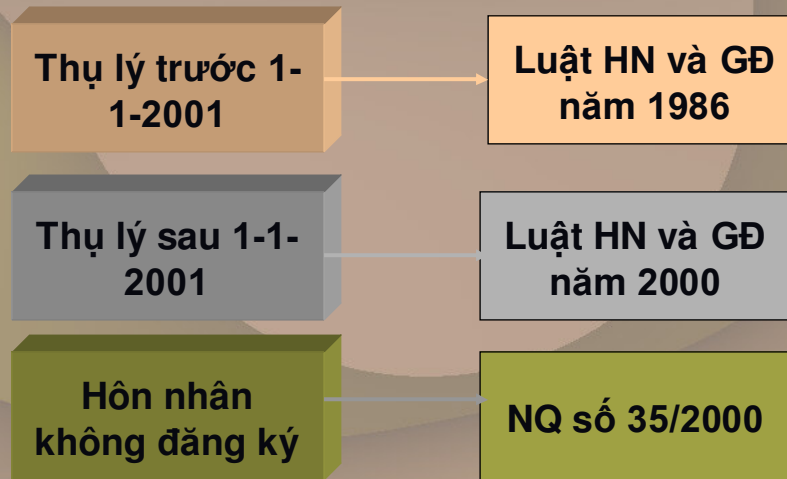 Thụ lý trước 1-
1-2001
Luật HN và GĐ
năm 1986
Thụ lý sau 1-1-
2001
Luật HN và GĐ
năm 2000
Hôn nhân
không đăng ký
NQ số 35/2000